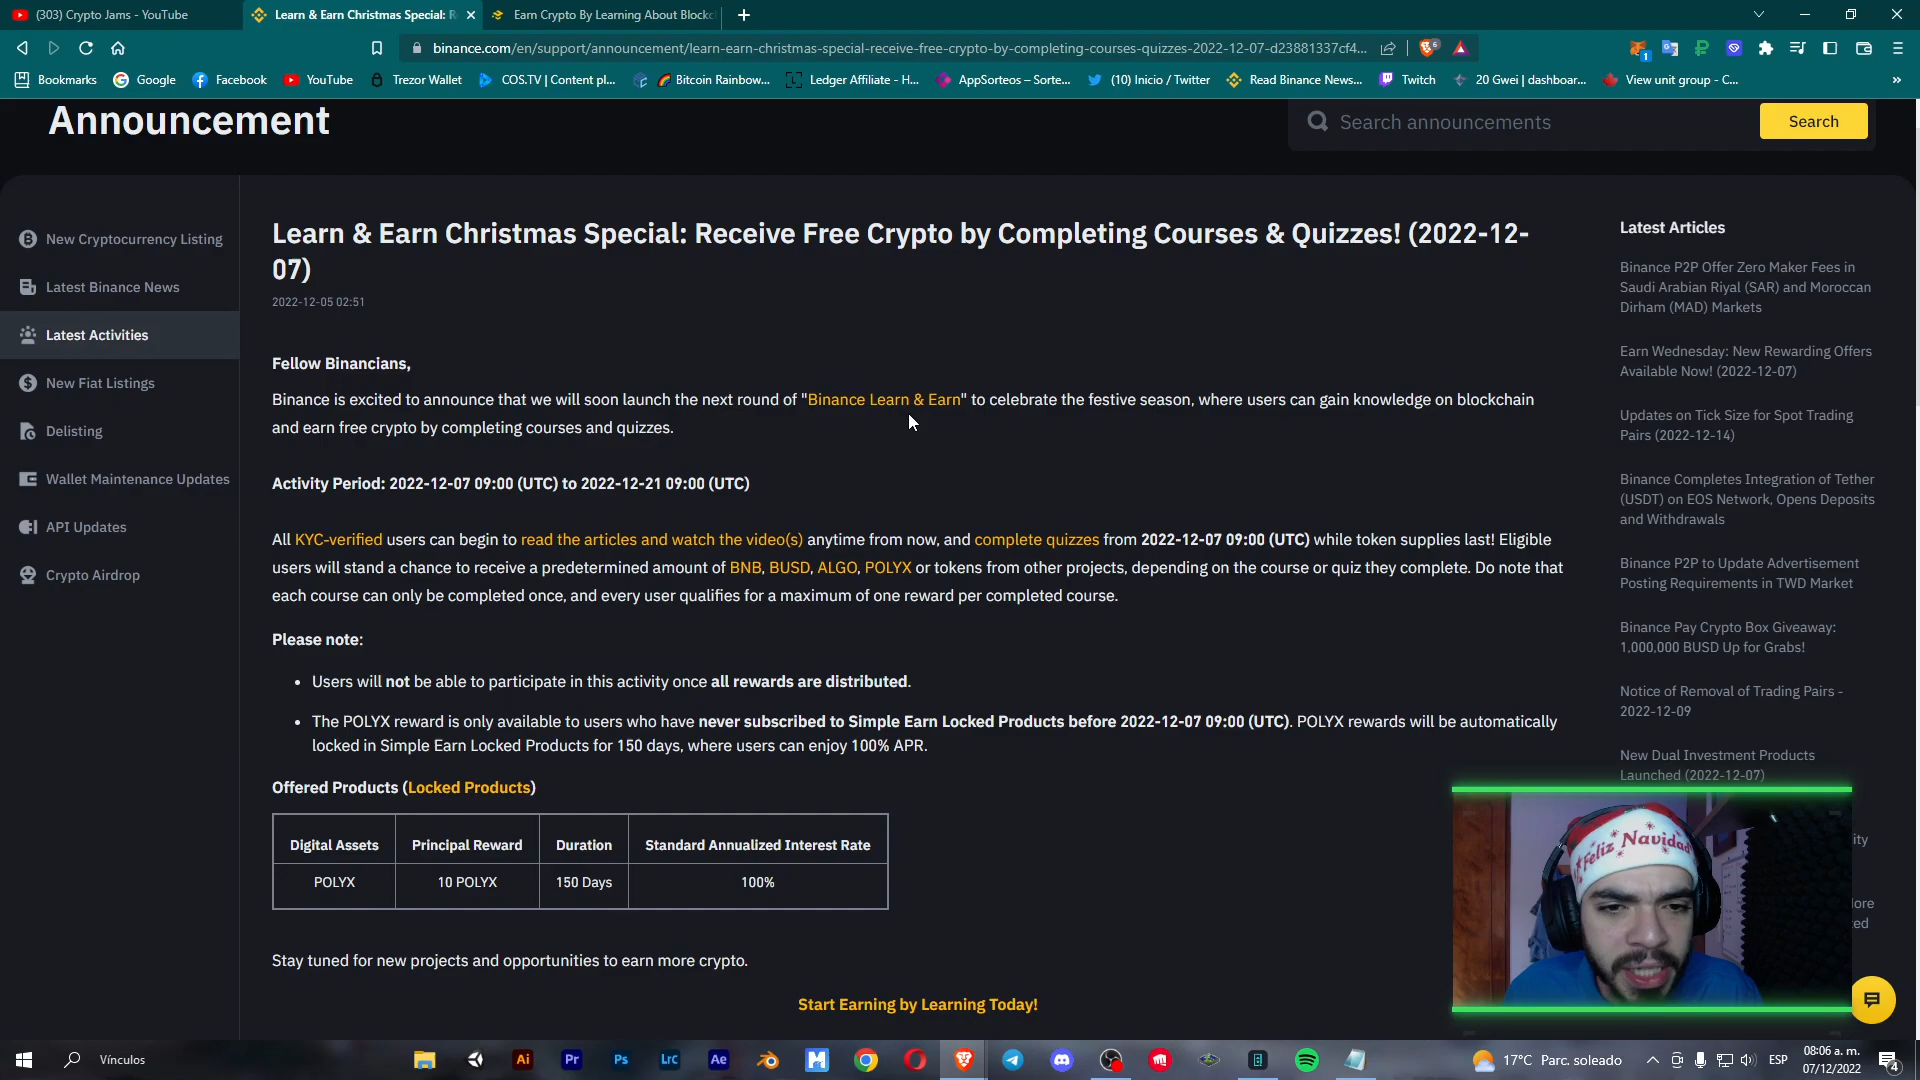 (303) Crypto Jams - YouTube
Learn & Earn Christmas Special: R
Earn Crypto By Learning About Blockc
binance.com/en/support/announcement/learn-earn-christmas-special-receive-free-crypto-by-completing-courses-quizzes-2022-12-07-d23881337cf4...
6
1
Bookmarks
Google
Facebook
YouTube
Trezor Wallet
COS.TV | Content pl...
Bitcoin Rainbow...
Ledger Affiliate - H...
AppSorteos – Sorte...
(10) Inicio / Twitter
Read Binance News...
Twitch
20 Gwei | dashboar...
View unit group - C...
»
Announcement
Search announcements
Search
New Cryptocurrency Listing
Latest Binance News
Latest Activities
New Fiat Listings
Delisting
Wallet Maintenance Updates
API Updates
Crypto Airdrop
Learn & Earn Christmas Special: Receive Free Crypto by Completing Courses & Quizzes! (2022-12-
07)
2022-12-05 02:51
Fellow Binancians,
Binance is excited to announce that we will soon launch the next round of "Binance Learn & Earn" to celebrate the festive season, where users can gain knowledge on blockchain
and earn free crypto by completing courses and quizzes.
Activity Period: 2022-12-07 09:00 (UTC) to 2022-12-21 09:00 (UTC)
All KYC-verified users can begin to read the articles and watch the video(s) anytime from now, and complete quizzes from 2022-12-07 09:00 (UTC) while token supplies last! Eligible
users will stand a chance to receive a predetermined amount of BNB, BUSD, ALGO, POLYX or tokens from other projects, depending on the course or quiz they complete. Do note that
each course can only be completed once, and every user qualifies for a maximum of one reward per completed course.
Please note:
• Users will not be able to participate in this activity once all rewards are distributed.
• The POLYX reward is only available to users who have never subscribed to Simple Earn Locked Products before 2022-12-07 09:00 (UTC). POLYX rewards will be automatically
locked in Simple Earn Locked Products for 150 days, where users can enjoy 100% APR.
Offered Products (Locked Products)
Digital Assets Principal Reward Duration Standard Annualized Interest Rate
POLYX 10 POLYX 150 Days 100%
Stay tuned for new projects and opportunities to earn more crypto.
Start Earning by Learning Today!
Latest Articles
Binance P2P Offer Zero Maker Fees in
Saudi Arabian Riyal (SAR) and Moroccan
Dirham (MAD) Markets
Earn Wednesday: New Rewarding Offers
Available Now! (2022-12-07)
Updates on Tick Size for Spot Trading
Pairs (2022-12-14)
Binance Completes Integration of Tether
(USDT) on EOS Network, Opens Deposits
and Withdrawals
Binance P2P to Update Advertisement
Posting Requirements in TWD Market
Binance Pay Crypto Box Giveaway:
1,000,000 BUSD Up for Grabs!
Notice of Removal of Trading Pairs -
2022-12-09
New Dual Investment Products
Launched (2022-12-07)
ity
lore
ted
Feliz Navidad
Vínculos
Ai
Pr
Ps
LrC
Ae
17°C Parc. soleado
ESP
08:06 a. m.
07/12/2022
4